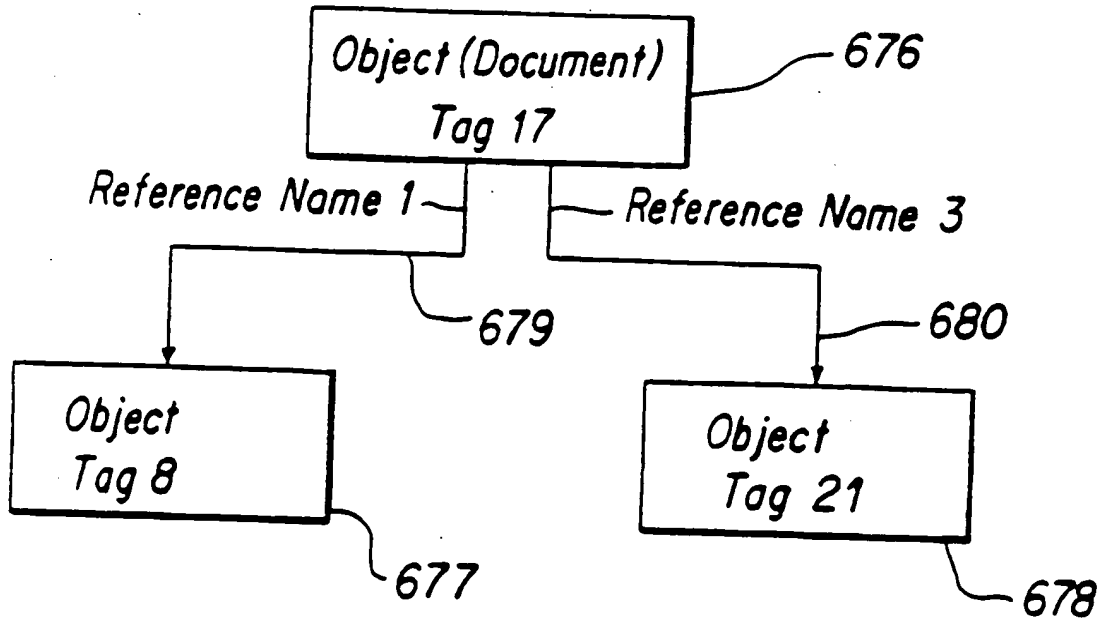 Object (Document)
Tag 17
676
Reference Name 1
Reference Name 3
679
680
Object
Tag 8
677
Object
Tag 21
678